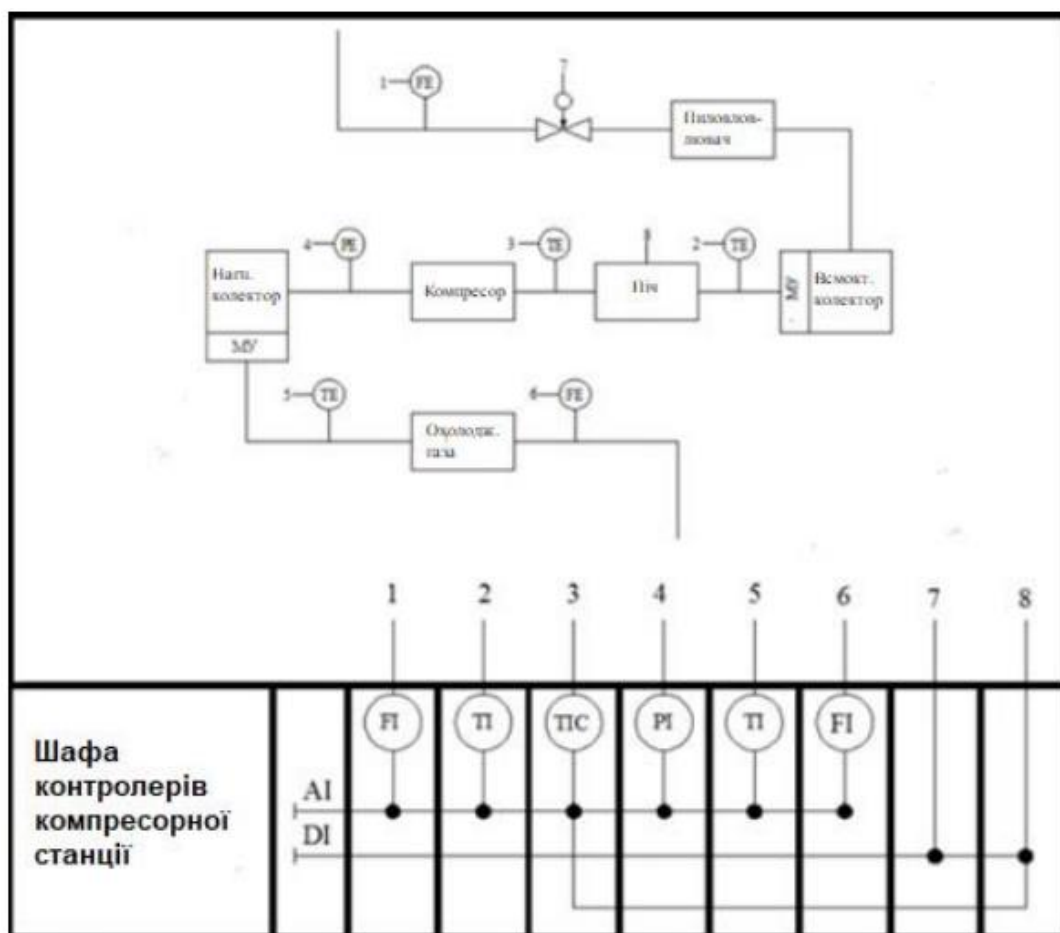 7
1 FE
Пиловлов-
лювач
4 PE
3 TE
8
2 TE
Нагн.
колектор
МУ
Компресор
Піч
МУ
Всмокт.
колектор
5 TE
6 FE
Охолодж.
газа
1 2 3 4 5 6 7 8
FI TI TIC PI TI FI
Шафа
контролерів
компресорної
станції
AI
DI